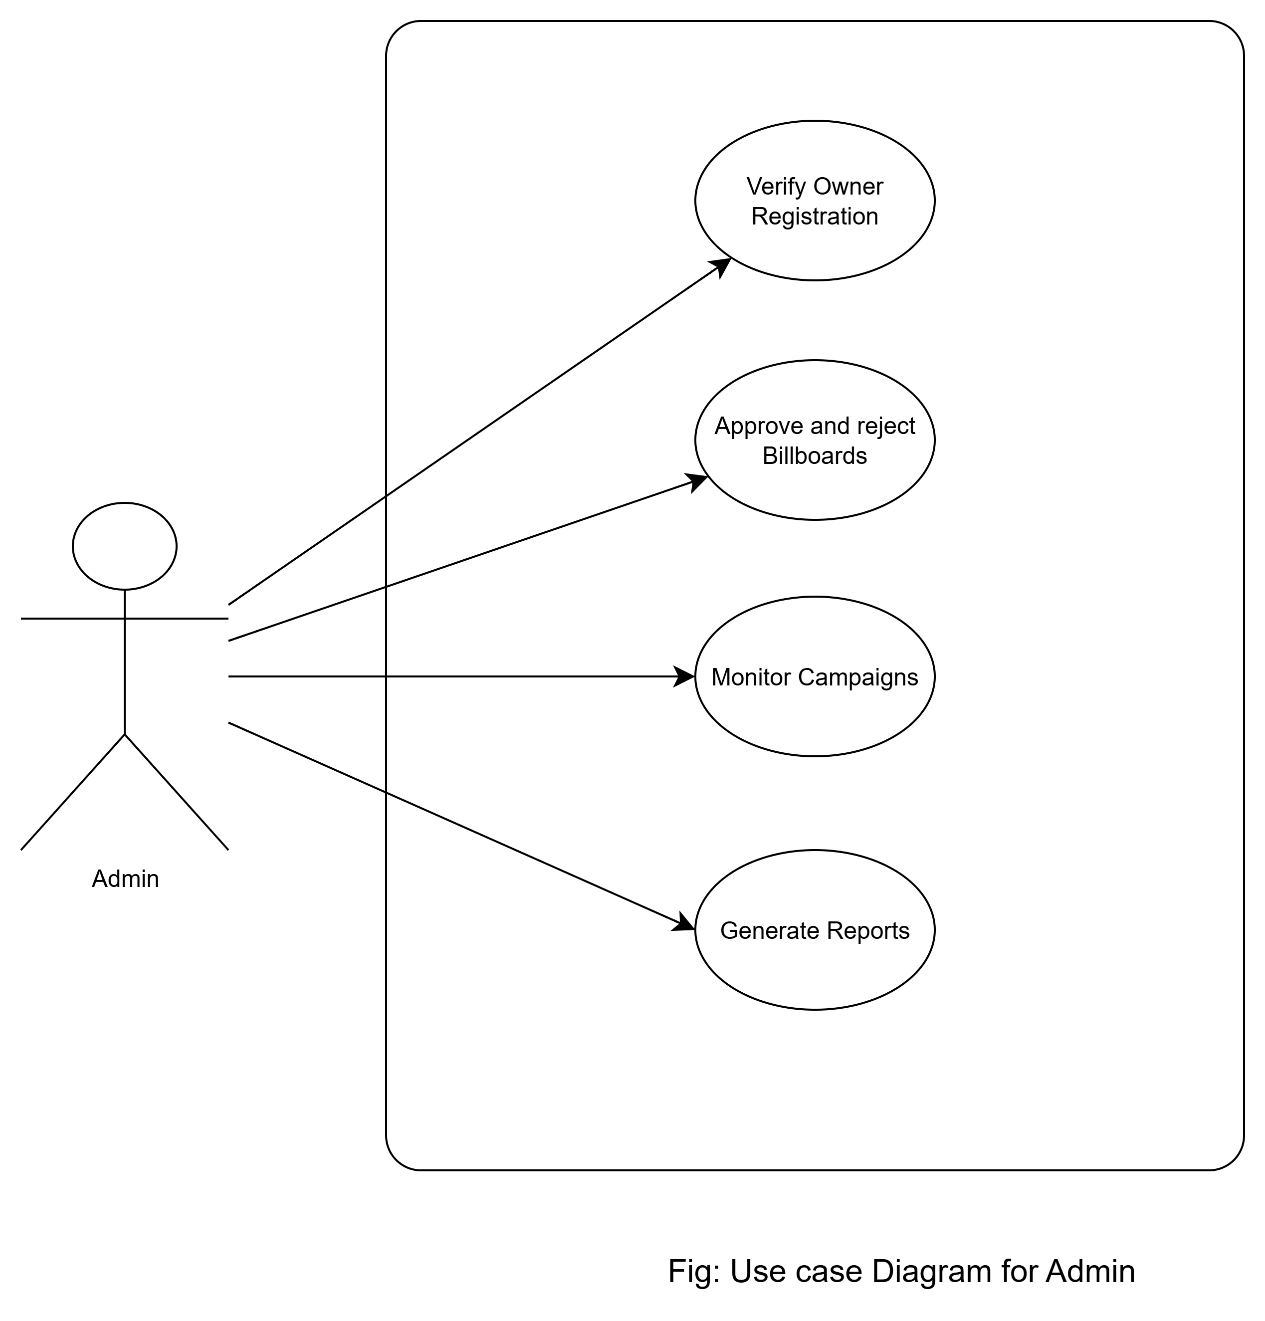 Verify Owner
Registration
Approve and reject
Billboards
Monitor Campaigns
Generate Reports
Admin
Fig: Use case Diagram for Admin